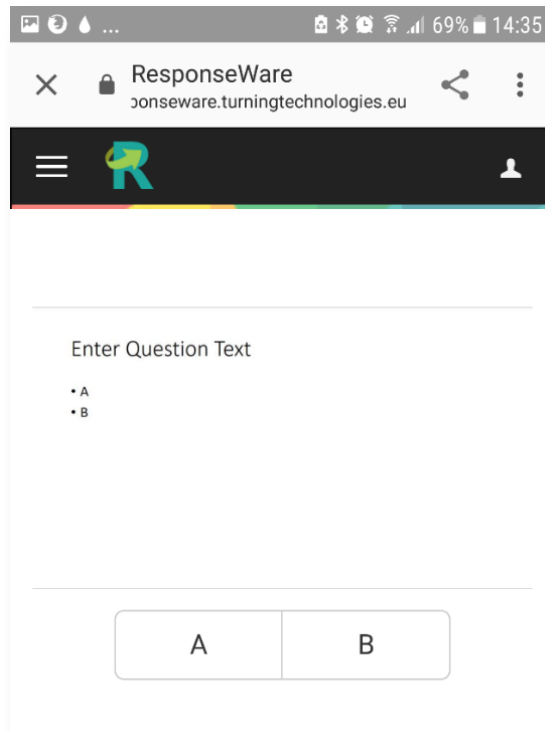 ... 69% 14:35
ResponseWare
ponseware.turningtechnologies.eu
R
Enter Question Text
• A
• B
A B